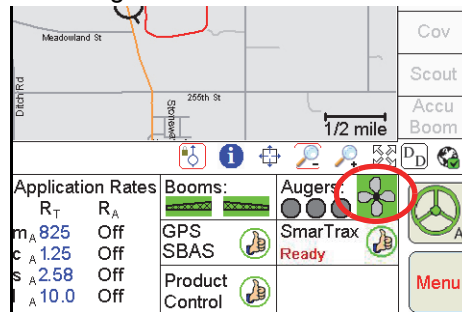 Meadowland St
Ditch Rd
255th St
Stonewa
1/2 mile
Cov
Scout
Accu
Boom
DD
Application Rates
RT RA
mA 825 Off
cA 1.25 Off
sA 2.58 Off
lA 10.0 Off
Booms:
Augers:
GPS
SBAS
SmarTrax
Ready
Product
Control
A
Menu